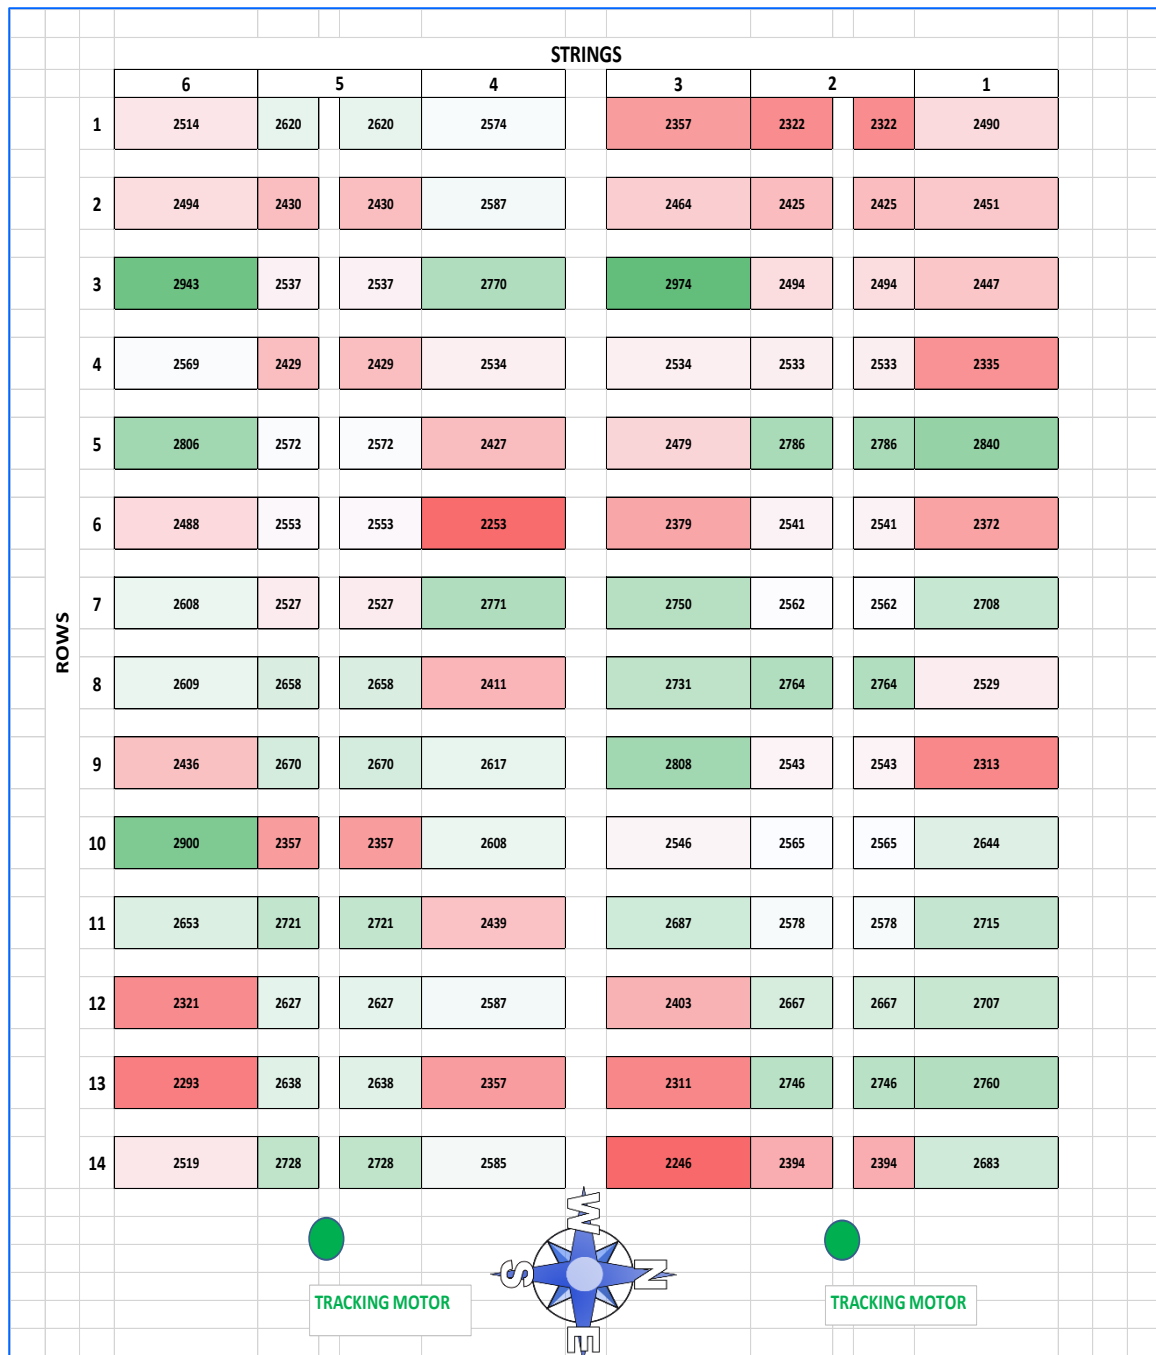 STRINGS
6 5 4 3 2 1
1 2514 2620 2620 2574 2357 2322 2322 2490
2 2494 2430 2430 2587 2464 2425 2425 2451
3 2943 2537 2537 2770 2974 2494 2494 2447
4 2569 2429 2429 2534 2534 2533 2533 2335
5 2806 2572 2572 2427 2479 2786 2786 2840
6 2488 2553 2553 2253 2379 2541 2541 2372
7 2608 2527 2527 2771 2750 2562 2562 2708
ROWS
8 2609 2658 2658 2411 2731 2764 2764 2529
9 2436 2670 2670 2617 2808 2543 2543 2313
10 2900 2357 2357 2608 2546 2565 2565 2644
11 2653 2721 2721 2439 2687 2578 2578 2715
12 2321 2627 2627 2587 2403 2667 2667 2707
13 2293 2638 2638 2357 2311 2746 2746 2760
14 2519 2728 2728 2585 2246 2394 2394 2683
W
S N
E
TRACKING MOTOR TRACKING MOTOR